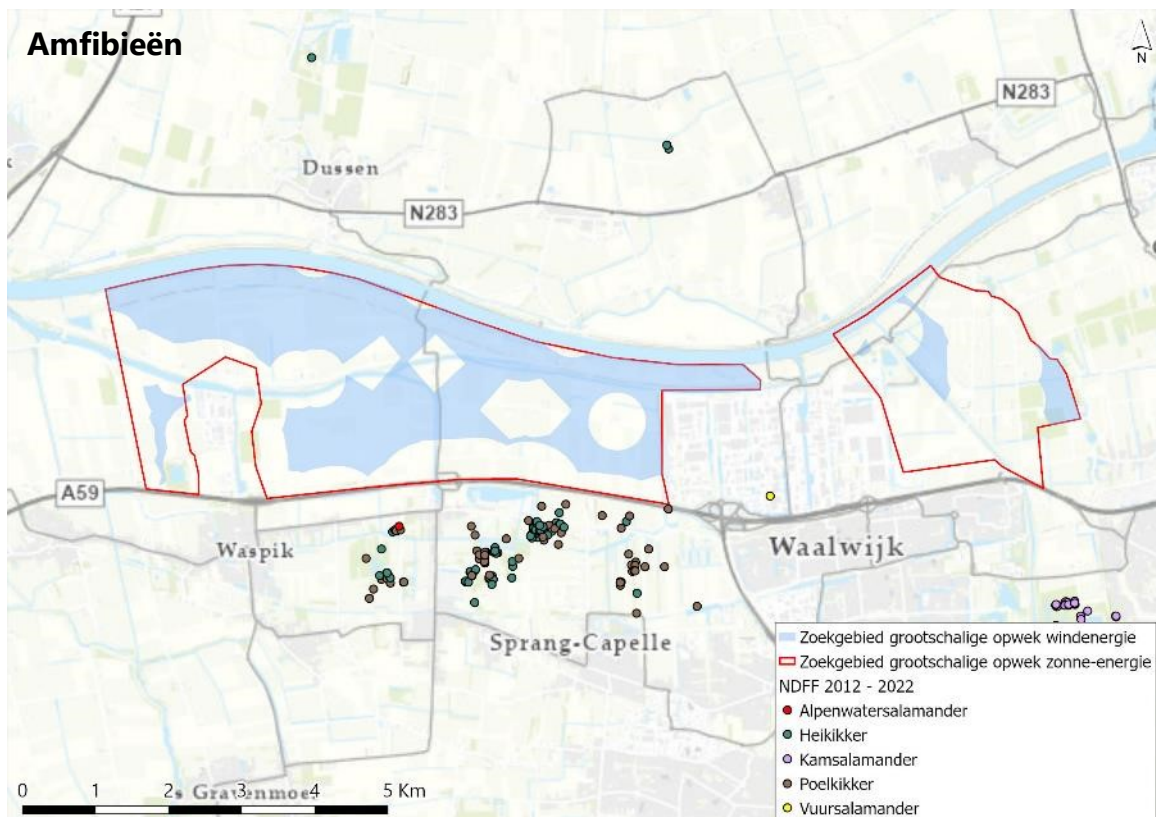 Amfibieën
N
N283
Dussen
N283
A59
Waspik
Waalwijk
Sprang-Capelle
Zoekgebied grootschalige opwek windenergie
Zoekgebied grootschalige opwek zonne-energie
NDFF 2012 - 2022
Alpenwatersalamander
Heikikker
Kamsalamander
Poelkikker
Vuursalamander
0 1 2 3 4 5 Km
s Gravenmoe